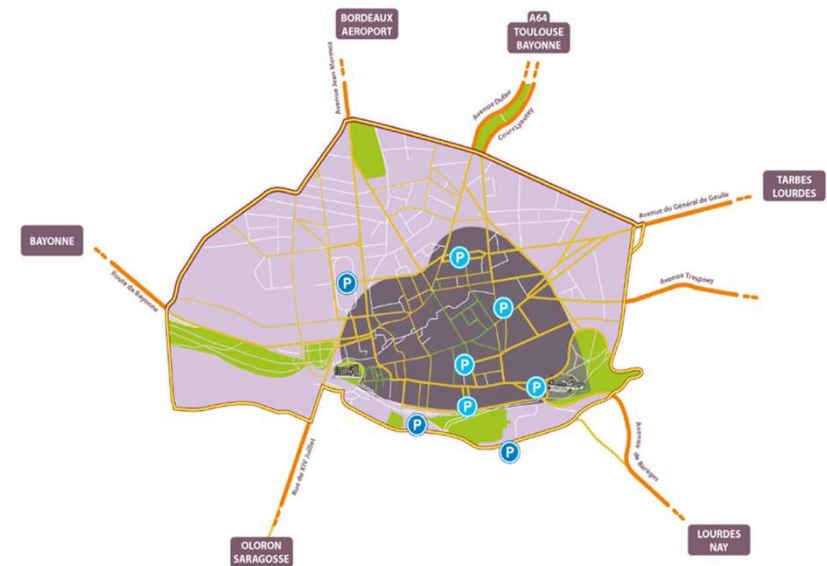 BORDEAUX
AEROPORT
A64
TOULOUSE
BAYONNE
Avenue Jean Mermoz
Avenue Dufau
Cours Lyautey
TARBES
LOURDES
Avenue du Général de Gaulle
BAYONNE
Route de Bayonne
Avenue Trespoey
P
P
P
P
P
P
P
P
Avenue
de Barèges
Rue du XIV Juillet
OLORON
SARAGOSSE
LOURDES
NAY